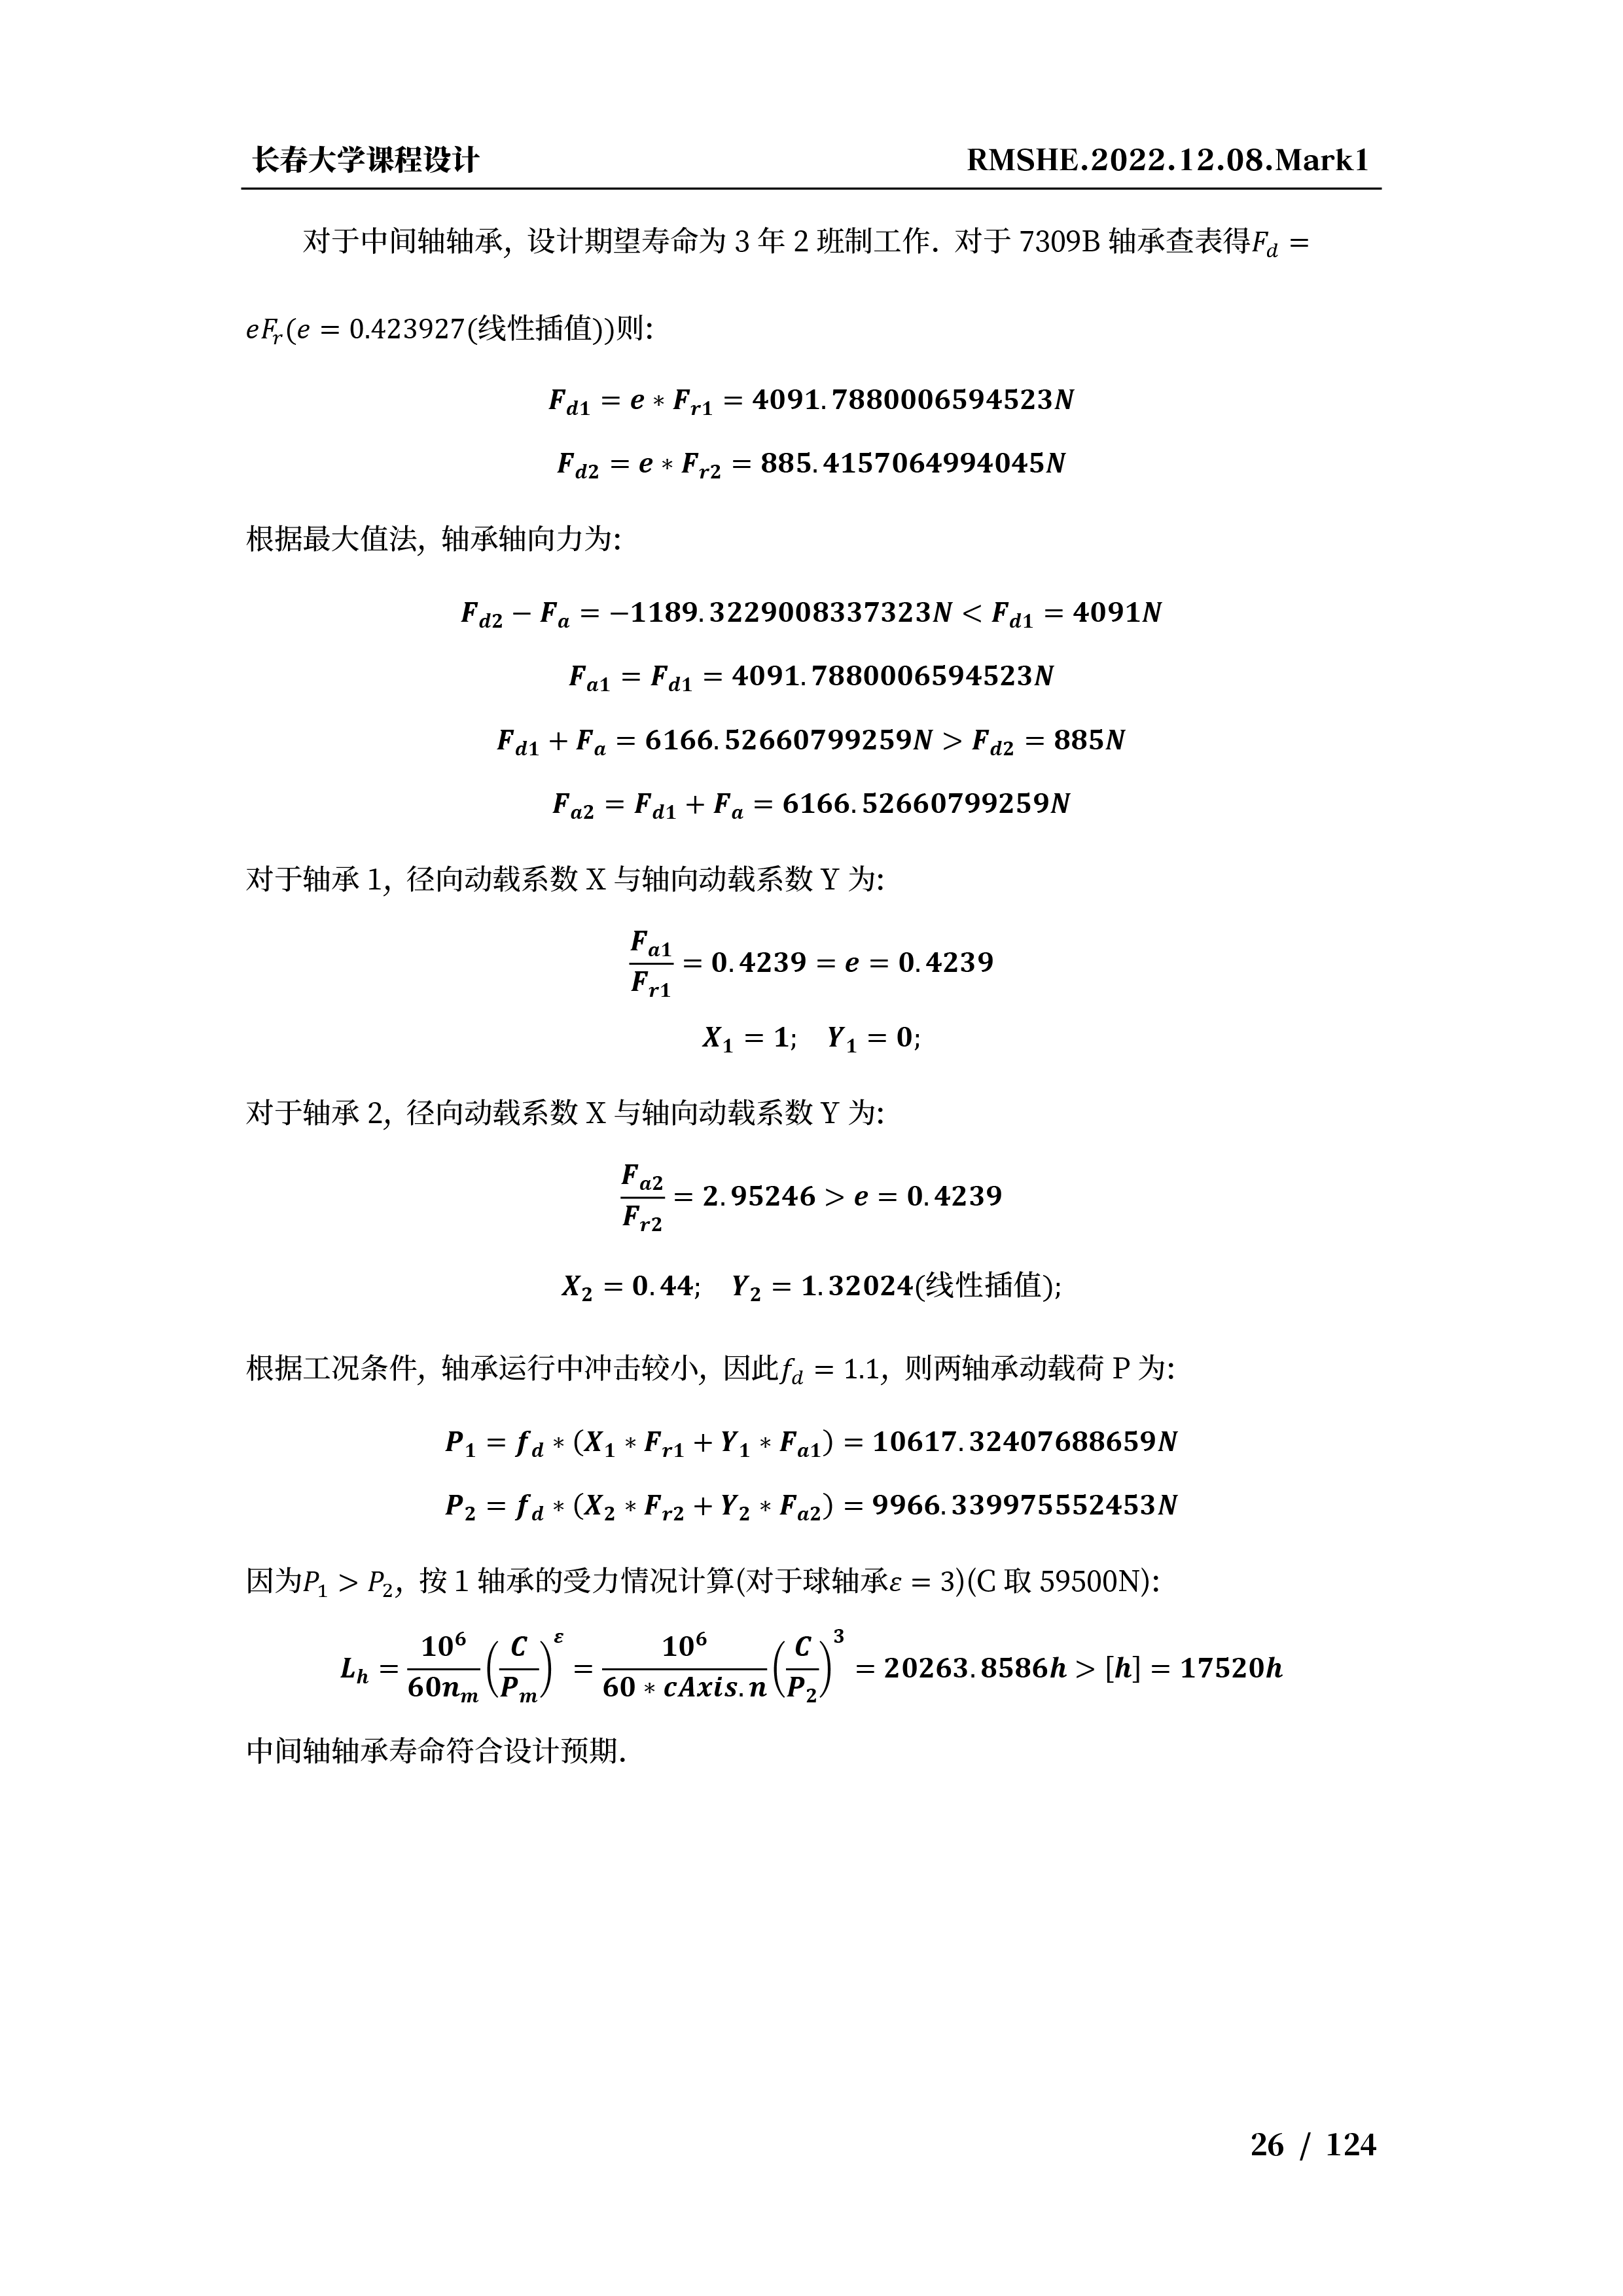 长春大学课程设计 RMSHE.2022.12.08.Mark1
对于中间轴轴承，设计期望寿命为 3 年 2 班制工作．对于 7309B 轴承查表得F_d =
eF_r(e = 0.423927(线性插值))则：
F_{d1} = e ∗ F_{r1} = 4091.7880006594523N
F_{d2} = e ∗ F_{r2} = 885.4157064994045N
根据最大值法，轴承轴向力为：
F_{d2} − F_a = −1189.3229008337323N < F_{d1} = 4091N
F_{a1} = F_{d1} = 4091.7880006594523N
F_{d1} + F_a = 6166.52660799259N > F_{d2} = 885N
F_{a2} = F_{d1} + F_a = 6166.52660799259N
对于轴承 1，径向动载系数 X 与轴向动载系数 Y 为：
\frac{F_{a1}}{F_{r1}} = 0.4239 = e = 0.4239
X_1 = 1; Y_1 = 0;
对于轴承 2，径向动载系数 X 与轴向动载系数 Y 为：
\frac{F_{a2}}{F_{r2}} = 2.95246 > e = 0.4239
X_2 = 0.44; Y_2 = 1.32024(线性插值);
根据工况条件，轴承运行中冲击较小，因此f_d = 1.1，则两轴承动载荷 P 为：
P_1 = f_d ∗ (X_1 ∗ F_{r1} + Y_1 ∗ F_{a1}) = 10617.32407688659N
P_2 = f_d ∗ (X_2 ∗ F_{r2} + Y_2 ∗ F_{a2}) = 9966.339975552453N
因为P_1 > P_2，按 1 轴承的受力情况计算(对于球轴承ε = 3)(C 取 59500N)：
L_h = \frac{10^6}{60n_m}(\frac{C}{P_m})^ε = \frac{10^6}{60 ∗ cAxis.n}(\frac{C}{P_2})^3 = 20263.8586h > [h] = 17520h
中间轴轴承寿命符合设计预期．
26 / 124